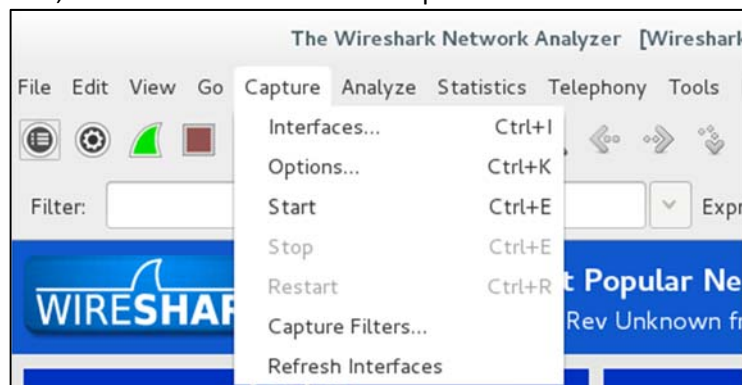 The Wireshark Network Analyzer [Wireshark
File Edit View Go Capture Analyze Statistics Telephony Tools
Interfaces... Ctrl+I
Options... Ctrl+K
Filter: Start Ctrl+E Expr
Stop Ctrl+E
Restart Ctrl+R
t Popular Ne
WIRESHAR
Capture Filters...
Rev Unknown fr
Refresh Interfaces